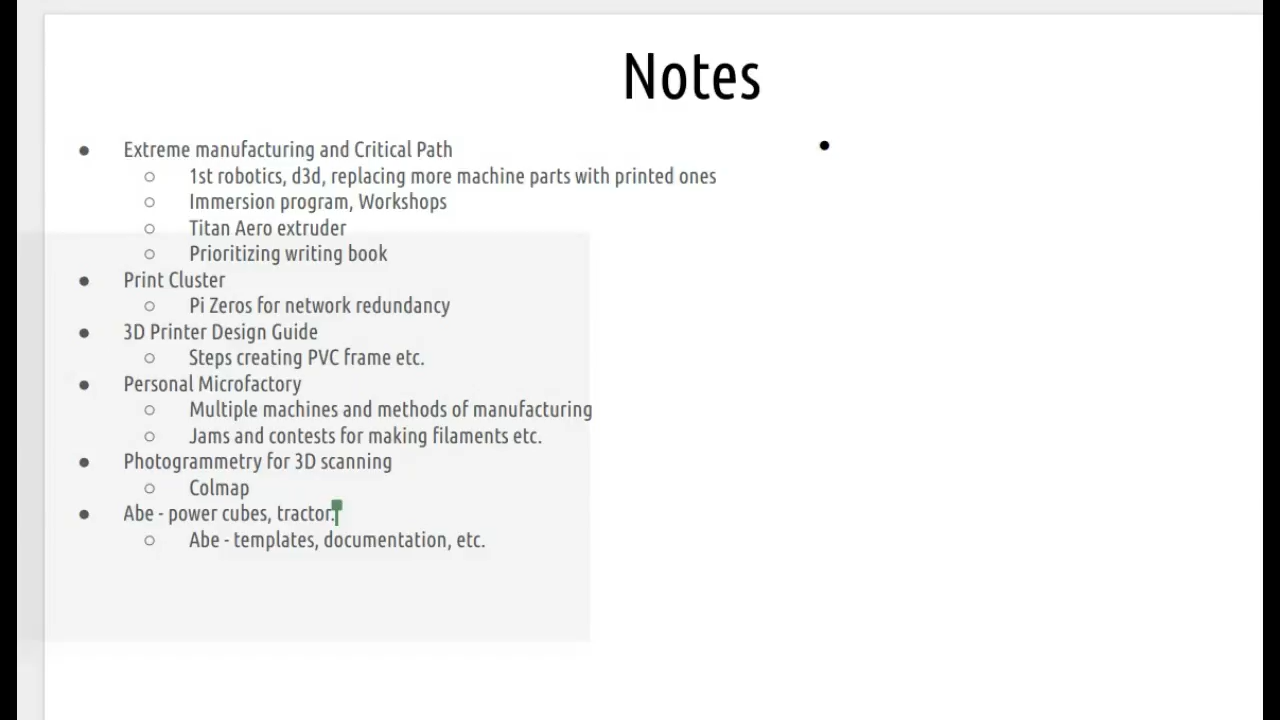 Notes
● Extreme manufacturing and Critical Path
○ 1st robotics, d3d, replacing more machine parts with printed ones
○ Immersion program, Workshops
○ Titan Aero extruder
○ Prioritizing writing book
● Print Cluster
○ Pi Zeros for network redundancy
● 3D Printer Design Guide
○ Steps creating PVC frame etc.
● Personal Microfactory
○ Multiple machines and methods of manufacturing
○ Jams and contests for making filaments etc.
● Photogrammetry for 3D scanning
○ Colmap
● Abe - power cubes, tractor.
○ Abe - templates, documentation, etc.
●